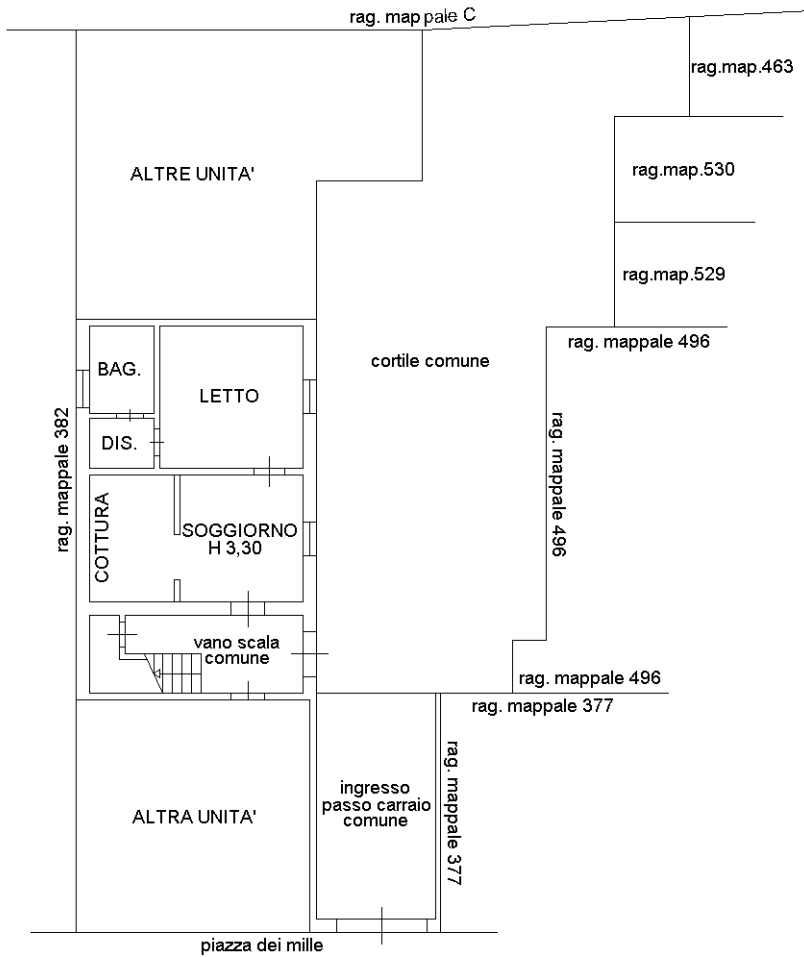 rag. mappale C
rag.map.463
ALTRE UNITA'
rag.map.530
rag.map.529
rag. mappale 496
cortile comune
BAG.
LETTO
rag. mappale 382
DIS.
rag. mappale 496
COTTURA
SOGGIORNO
H 3,30
vano scala
comune
rag. mappale 496
rag. mappale 377
rag. mappale 377
ingresso
passo carraio
comune
ALTRA UNITA'
piazza dei mille